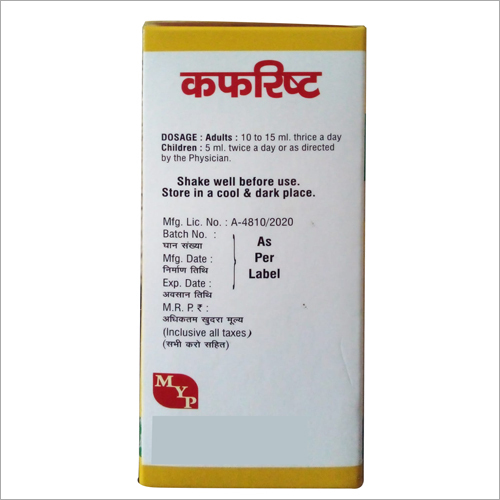 कफरिष्ट
DOSAGE : Adults : 10 to 15 ml. thrice a day
Children : 5 ml. twice a day or as directed
by the Physician.
Shake well before use.
Store in a cool & dark place.
Mfg. Lic. No. : A-4810/2020
Batch No. :
घान संख्या
Mfg. Date :
निर्माण तिथि
Exp. Date :
अवसान तिथि
M.R. P. ₹ :
अधिकतम खुदरा मूल्य
(Inclusive all taxes)
(सभी करो सहित)
As
Per
Label
MYP